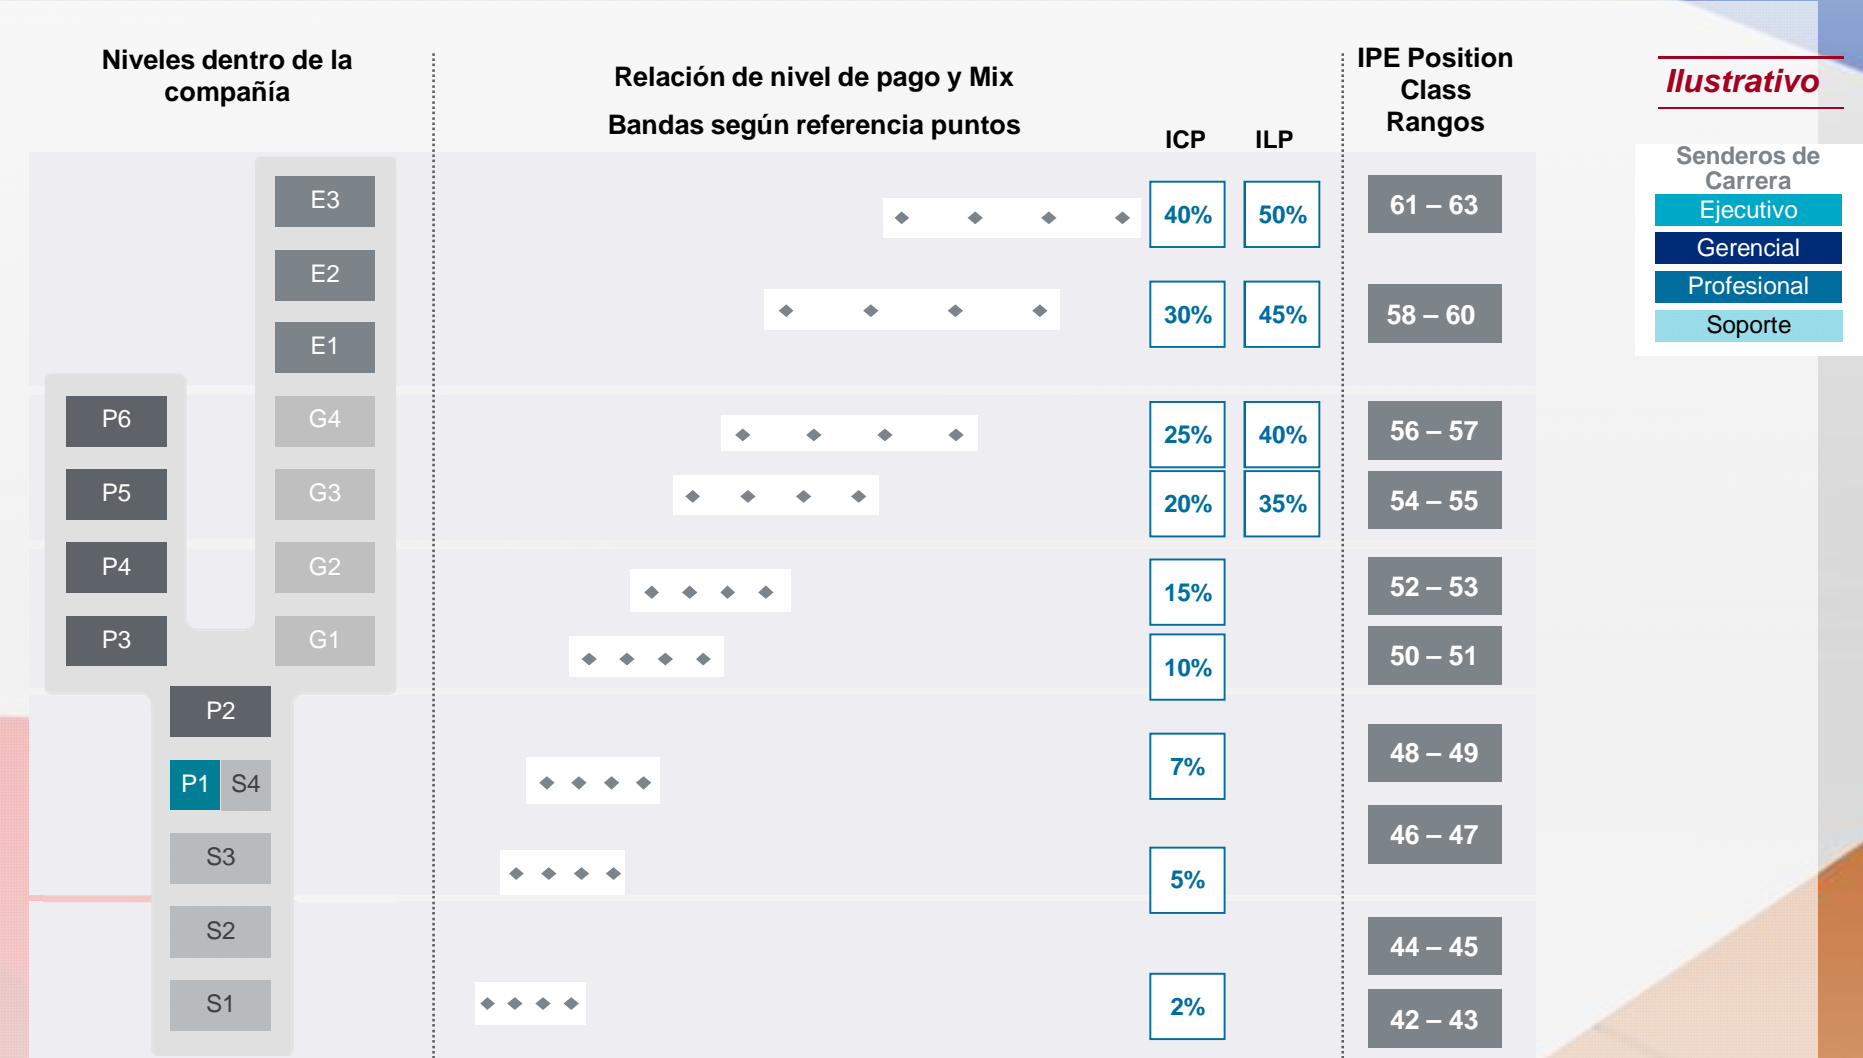 Niveles dentro de la
compañía
Relación de nivel de pago y Mix
Bandas según referencia puntos
ICP
ILP
IPE Position
Class
Rangos
Ilustrativo
Senderos de
Carrera
Ejecutivo
Gerencial
Profesional
Soporte
E3
40%
50%
61 – 63
E2
E1
30%
45%
58 – 60
P6
G4
25%
40%
56 – 57
P5
G3
20%
35%
54 – 55
P4
G2
15%
52 – 53
P3
G1
10%
50 – 51
P2
7%
48 – 49
P1
S4
46 – 47
S3
5%
S2
44 – 45
S1
2%
42 – 43